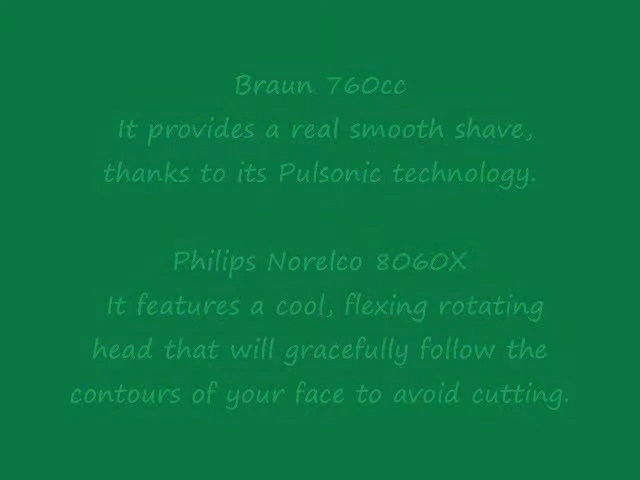 Braun 760cc
It provides a real smooth shave,
thanks to its Pulsonic technology.
Philips Norelco 8060X
It features a cool, flexing rotating
head that will gracefully follow the
contours of your face to avoid cutting.